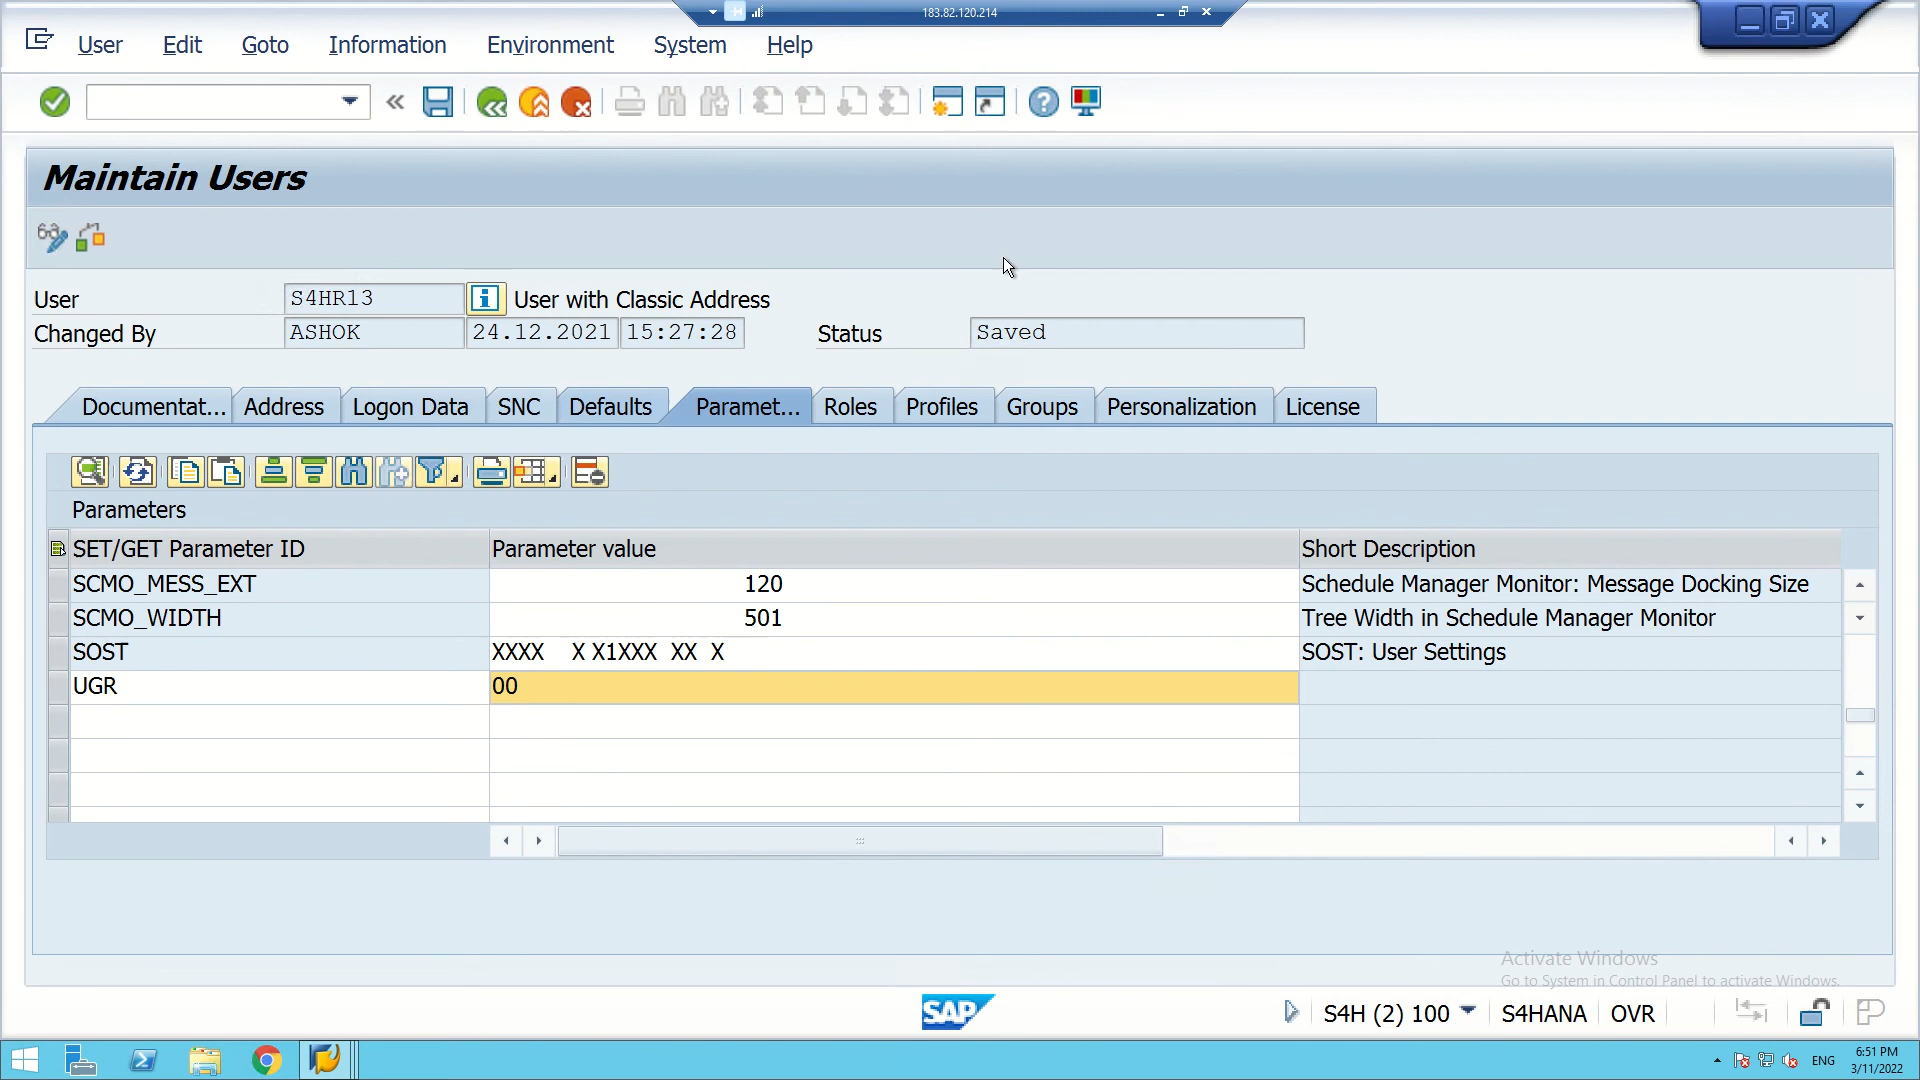 183.82.120.214
User Edit Goto Information Environment System Help
Maintain Users
User S4HR13 User with Classic Address
Changed By ASHOK 24.12.2021 15:27:28 Status Saved
Documentat... Address Logon Data SNC Defaults Paramet... Roles Profiles Groups Personalization License
Parameters
SET/GET Parameter ID Parameter value Short Description
SCMO_MESS_EXT 120 Schedule Manager Monitor: Message Docking Size
SCMO_WIDTH 501 Tree Width in Schedule Manager Monitor
SOST XXXX X X1XXX XX X SOST: User Settings
UGR 00
Activate Windows
Go to System in Control Panel to activate Windows.
SAP S4H (2) 100 S4HANA OVR
ENG 6:51 PM
3/11/2022